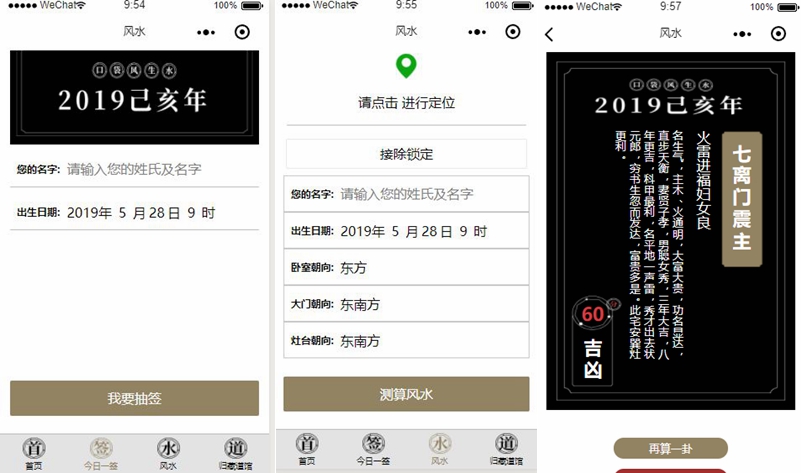 ●●●●● WeChat 9:54 100%
风水
口袋风生水
2019己亥年
您的名字: 请输入您的姓氏及名字
出生日期: 2019年 5 月28日 9 时
我要抽签
首 签 水 道
首页 今日一签 风水 归藏道馆
●●●●● WeChat 9:55 100%
风水
请点击 进行定位
接除锁定
您的名字: 请输入您的姓氏及名字
出生日期: 2019年 5 月28日 9 时
卧室朝向: 东方
大门朝向: 东南方
灶台朝向: 东南方
测算风水
首 签 水 道
首页 今日一签 风水 归藏道馆
WeChat 9:57 100%
风水
口袋风生水
2019己亥年
七离门震主
火雷进福妇女良
名生气，主木、火通明，大富大贵，功名显达，
直步天衡，妻贤子孝，男聪女秀，三年大吉，八
年更吉，科甲最利，名平地一声雷，秀才出去状
元郎，穷书生忽而发达，富贵多是。此宅安巽灶
更利。
60
吉凶
再算一卦